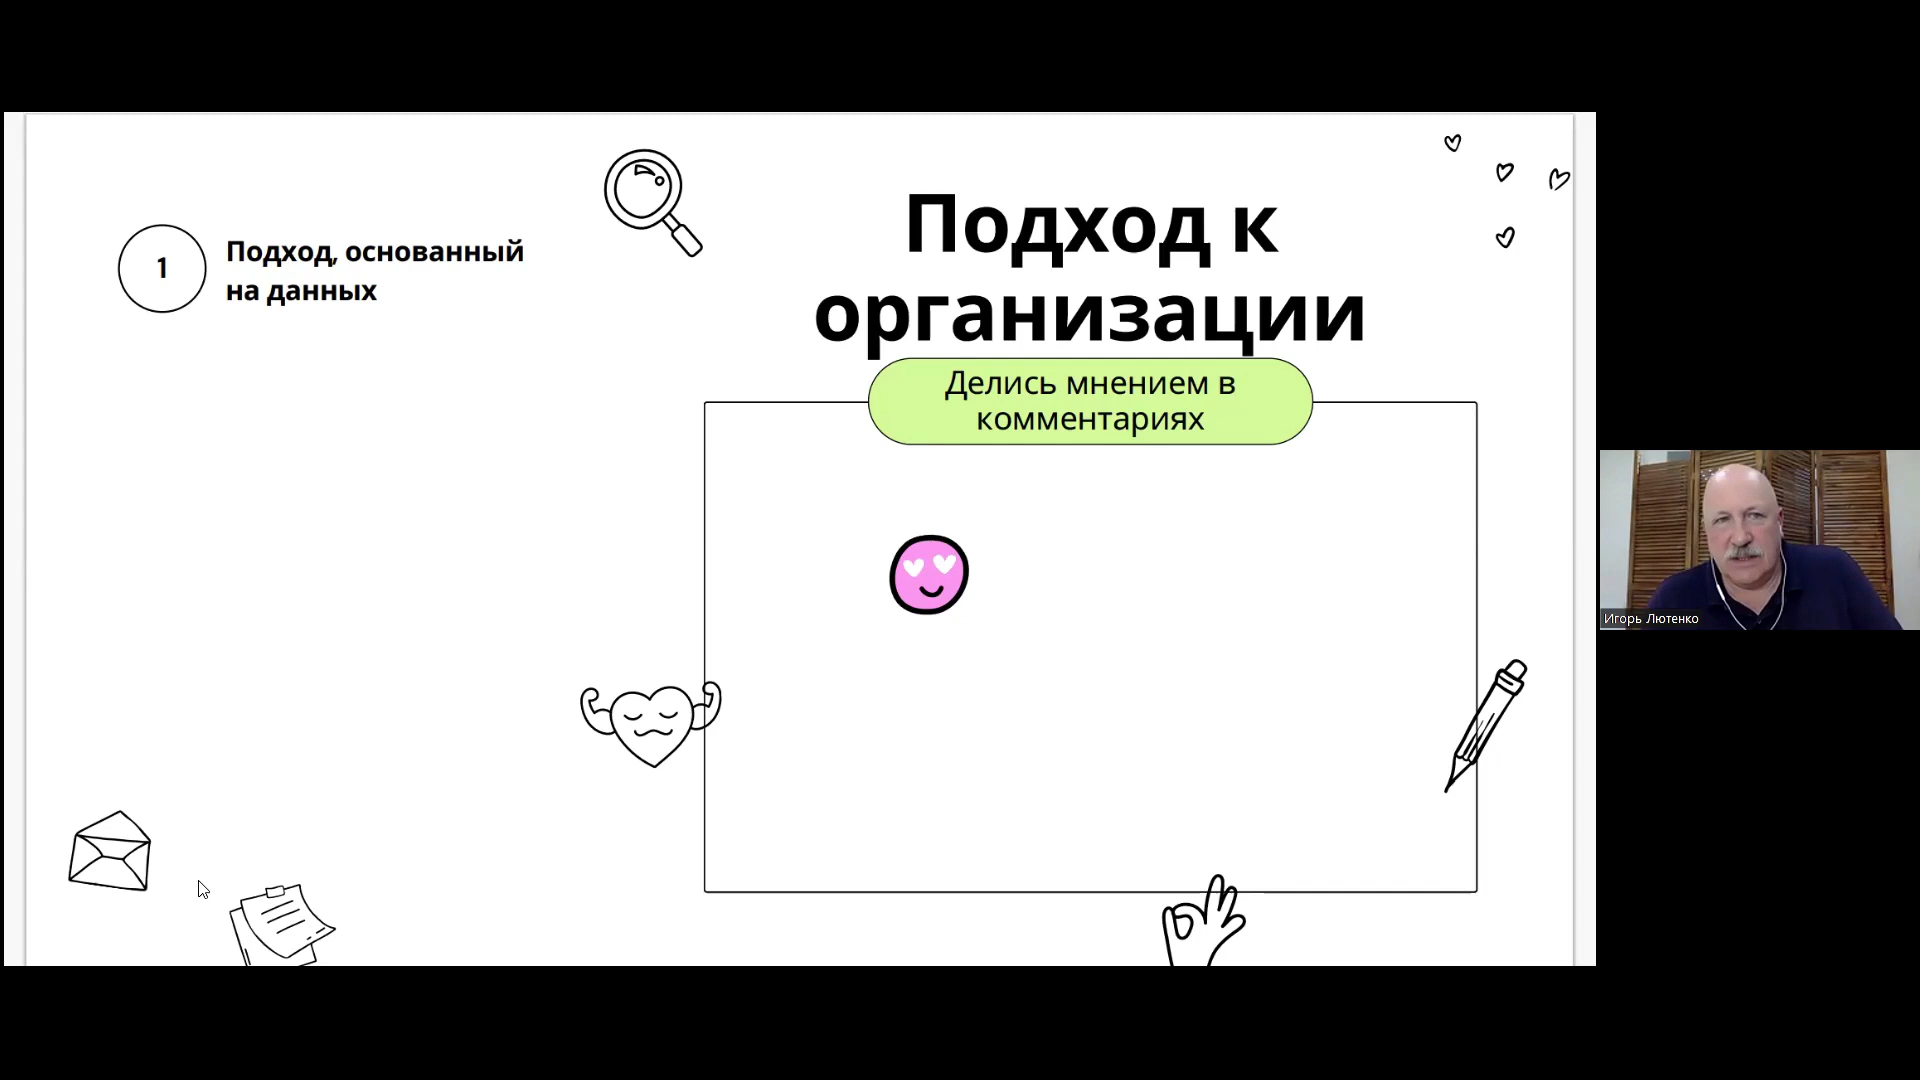 1
Подход, основанный
на данных
Подход к
организации
Делись мнением в
комментариях
Игорь Лютенко